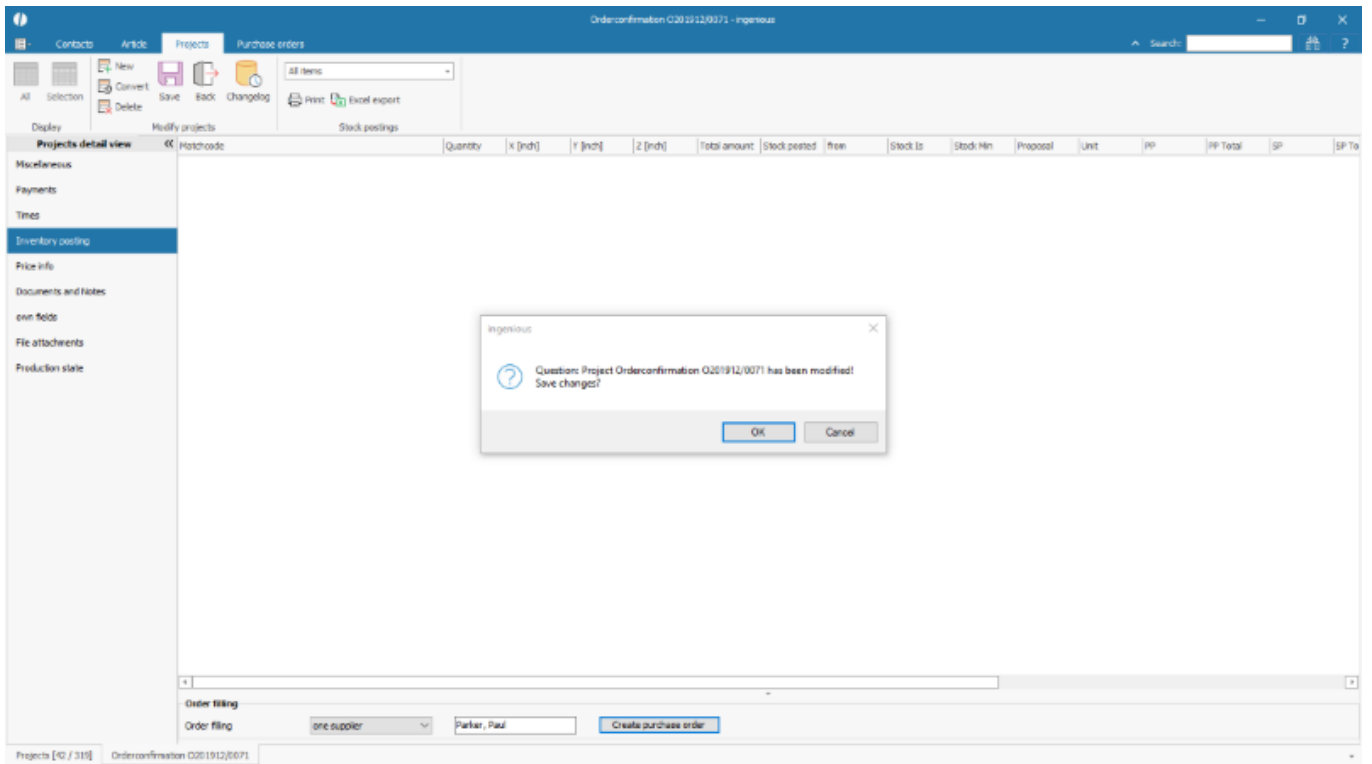 Orderconfirmation O201912/0071 - ingenious
Contacts Article Projects Purchase orders Search: ?
All Selection New Convert Delete Save Back Changelog All items Print Excel export
Display Modify projects Stock postings
Projects detail view Matchcode Quantity X [inch] Y [inch] Z [inch] Total amount Stock posted from Stock Is Stock Min Proposal Unit PP PP Total SP SP To
Miscelaneous
Payments
Times
Inventory posting
Price info
Documents and Notes
own fields
File attachments
Production state
ingenious
Question: Project Orderconfirmation O201912/0071 has been modified!
Save changes?
OK Cancel
Order filling
Order filing one supplier Parker, Paul Create purchase order
Projects [42 / 319] Orderconfirmation O201912/0071